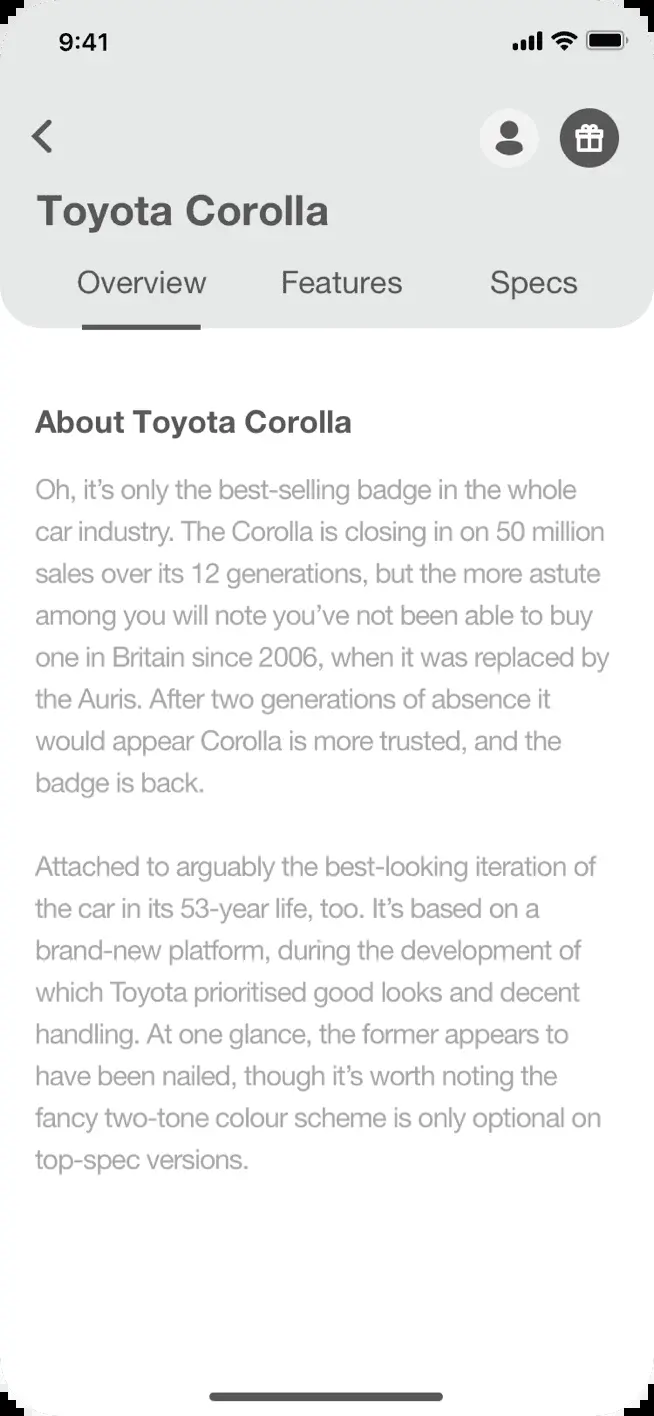 9:41
Toyota Corolla
Overview Features Specs
About Toyota Corolla
Oh, it’s only the best-selling badge in the whole
car industry. The Corolla is closing in on 50 million
sales over its 12 generations, but the more astute
among you will note you’ve not been able to buy
one in Britain since 2006, when it was replaced by
the Auris. After two generations of absence it
would appear Corolla is more trusted, and the
badge is back.
Attached to arguably the best-looking iteration of
the car in its 53-year life, too. It’s based on a
brand-new platform, during the development of
which Toyota prioritised good looks and decent
handling. At one glance, the former appears to
have been nailed, though it’s worth noting the
fancy two-tone colour scheme is only optional on
top-spec versions.